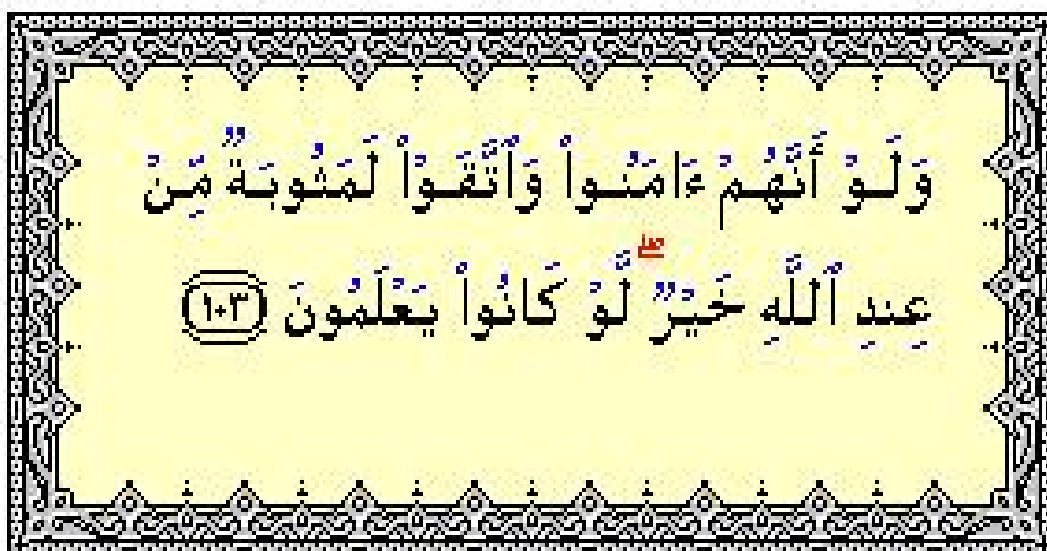 وَلَوْ أَنَّهُمْ ءَامَنُوا۟ وَٱتَّقَوْا۟ لَمَثُوبَةٌ مِّنْ
عِندِ ٱللَّهِ خَيْرٌ ۖ لَّوْ كَانُوا۟ يَعْلَمُونَ ١٠٣